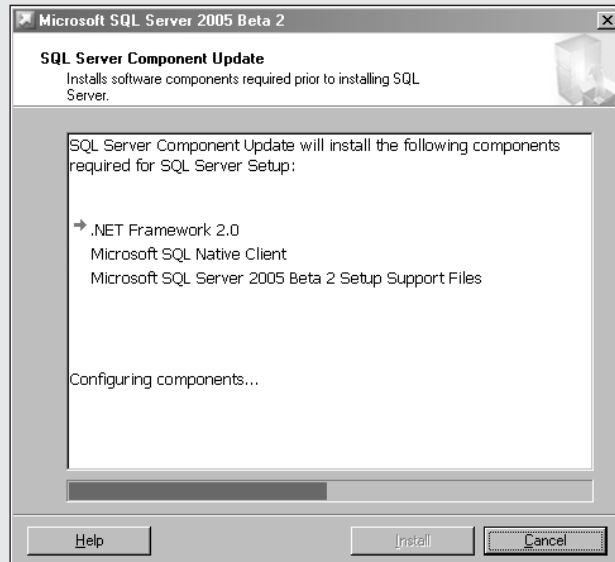 Microsoft SQL Server 2005 Beta 2
SQL Server Component Update
Installs software components required prior to installing SQL
Server.
SQL Server Component Update will install the following components
required for SQL Server Setup:
.NET Framework 2.0
Microsoft SQL Native Client
Microsoft SQL Server 2005 Beta 2 Setup Support Files
Configuring components...
Help
Install
Cancel